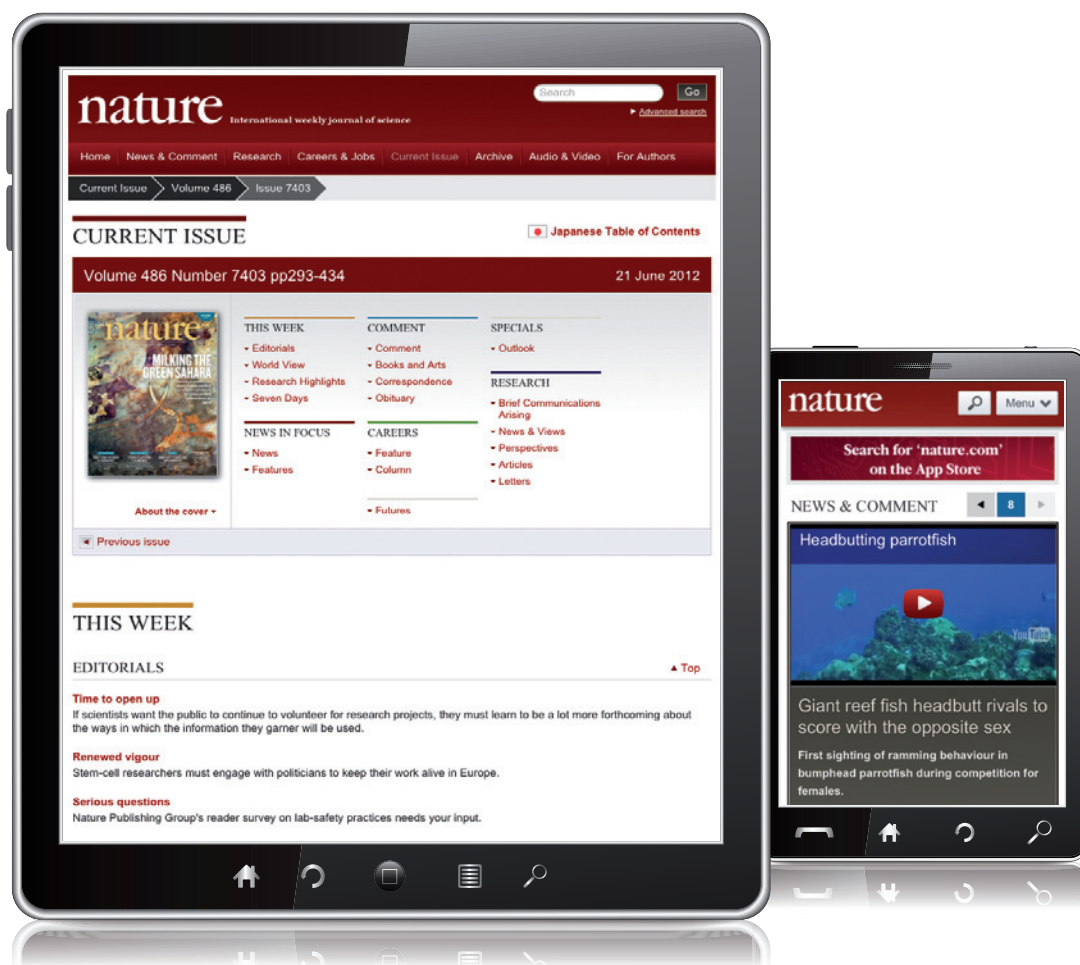 nature
International weekly journal of science
Search
Go
Advanced search
Home News & Comment Research Careers & Jobs Current Issue Archive Audio & Video For Authors
Current Issue Volume 486 Issue 7403
CURRENT ISSUE
Japanese Table of Contents
Volume 486 Number 7403 pp293-434
21 June 2012
nature
MILKING THE
GREEN SAHARA
About the cover
THIS WEEK
Editorials
World View
Research Highlights
Seven Days
NEWS IN FOCUS
News
Features
COMMENT
Comment
Books and Arts
Correspondence
Obituary
CAREERS
Feature
Column
Futures
SPECIALS
Outlook
RESEARCH
Brief Communications
Arising
News & Views
Perspectives
Articles
Letters
Previous issue
THIS WEEK
EDITORIALS
Top
Time to open up
If scientists want the public to continue to volunteer for research projects, they must learn to be a lot more forthcoming about
the ways in which the information they garner will be used.
Renewed vigour
Stem-cell researchers must engage with politicians to keep their work alive in Europe.
Serious questions
Nature Publishing Group's reader survey on lab-safety practices needs your input.
nature
Menu
Search for 'nature.com'
on the App Store
NEWS & COMMENT
8
Headbutting parrotfish
YouTube
Giant reef fish headbutt rivals to
score with the opposite sex
First sighting of ramming behaviour in
bumphead parrotfish during competition for
females.